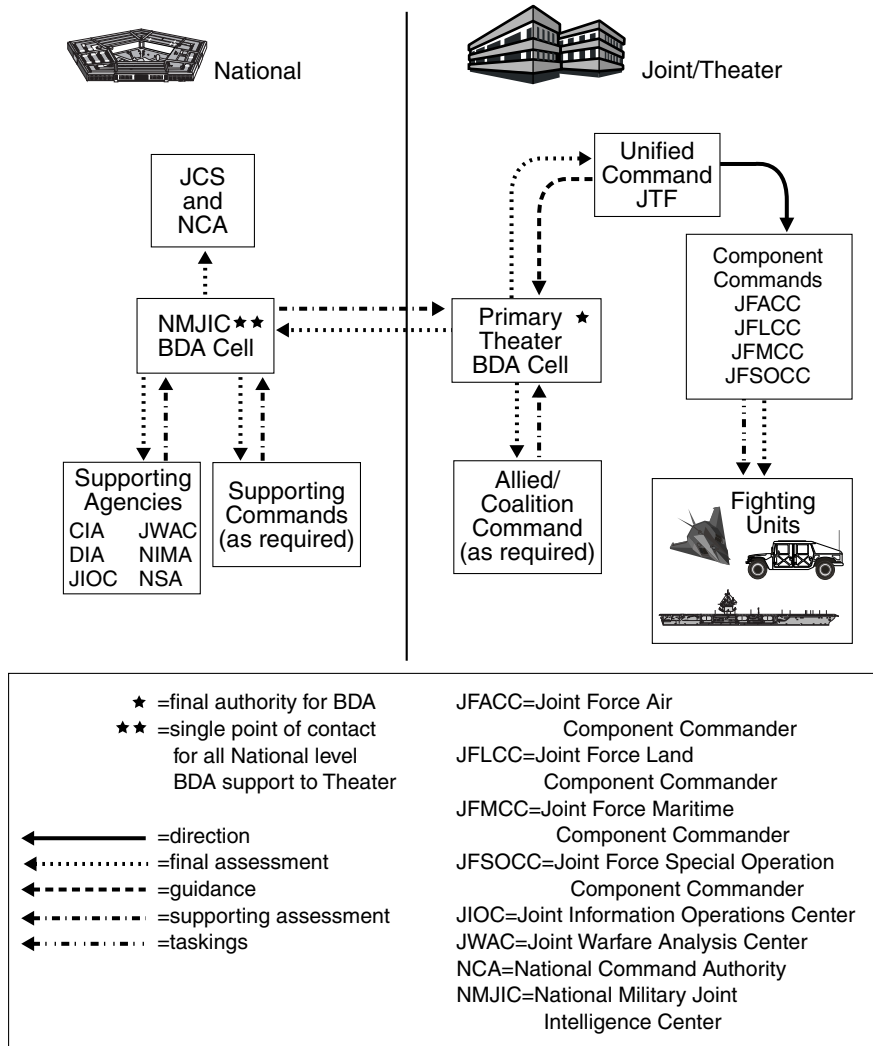 National
Joint/Theater
JCS
and
NCA
NMJIC★★
BDA Cell
Supporting
Agencies
CIA JWAC
DIA NIMA
JIOC NSA
Supporting
Commands
(as required)
Unified
Command
JTF
Primary ★
Theater
BDA Cell
Allied/
Coalition
Command
(as required)
Component
Commands
JFACC
JFLCC
JFMCC
JFSOCC
Fighting
Units
★ =final authority for BDA
★★ =single point of contact
for all National level
BDA support to Theater
=direction
=final assessment
=guidance
=supporting assessment
=taskings
JFACC=Joint Force Air
Component Commander
JFLCC=Joint Force Land
Component Commander
JFMCC=Joint Force Maritime
Component Commander
JFSOCC=Joint Force Special Operation
Component Commander
JIOC=Joint Information Operations Center
JWAC=Joint Warfare Analysis Center
NCA=National Command Authority
NMJIC=National Military Joint
Intelligence Center